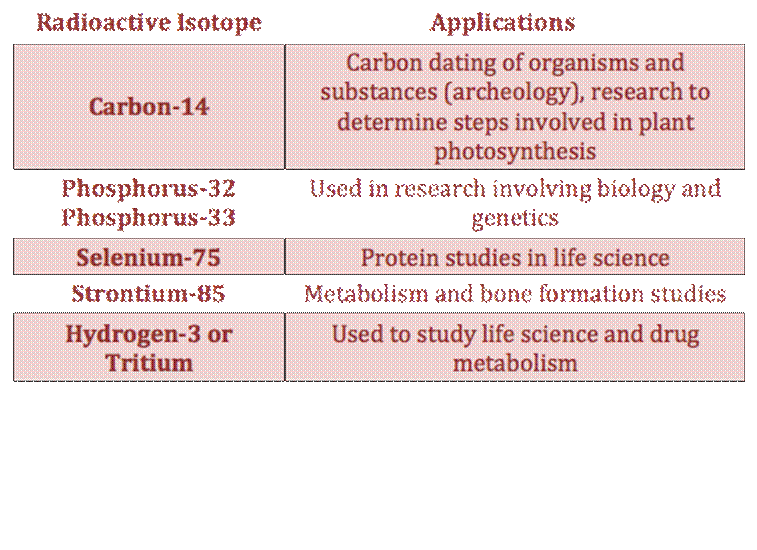 Radioactive Isotope Applications
Carbon-14
Carbon dating of organisms and
substances (archeology), research to
determine steps involved in plant
photosynthesis
Phosphorus-32
Phosphorus-33
Used in research involving biology and
genetics
Selenium-75
Protein studies in life science
Strontium-85
Metabolism and bone formation studies
Hydrogen-3 or
Tritium
Used to study life science and drug
metabolism